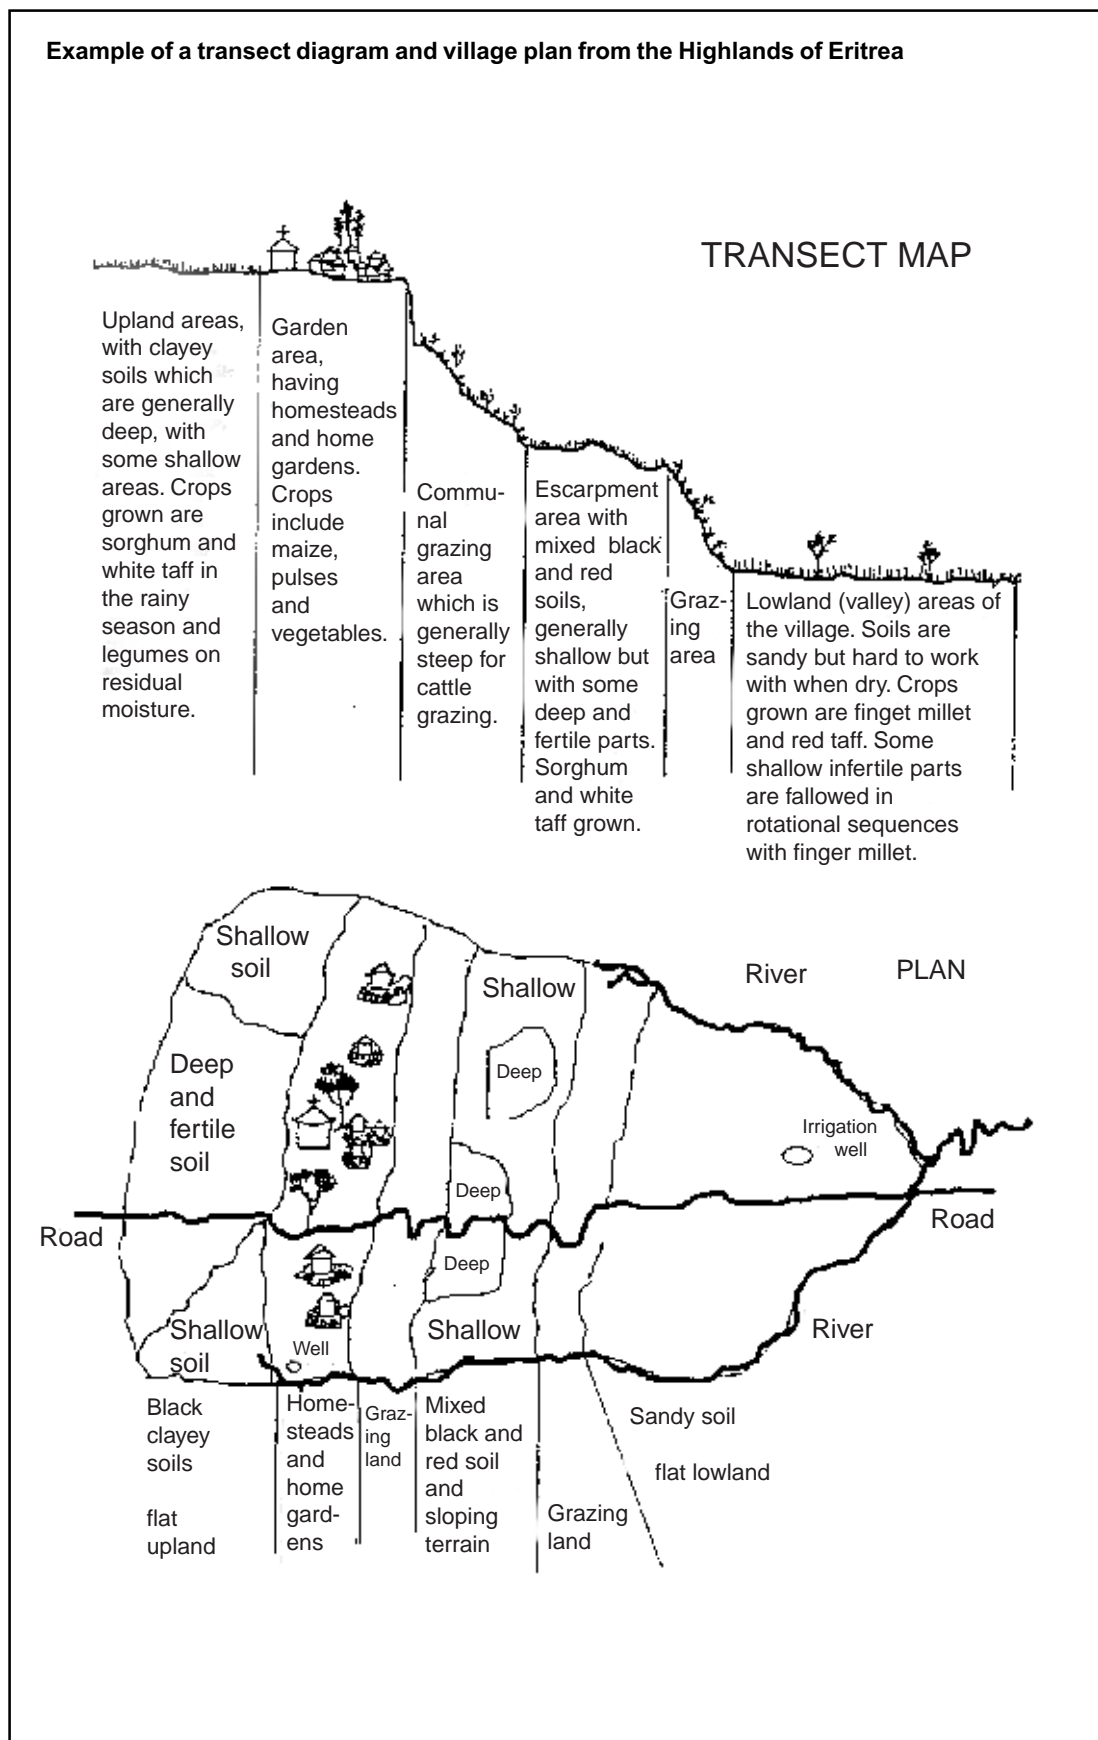 Example of a transect diagram and village plan from the Highlands of Eritrea
TRANSECT MAP
Upland areas,
with clayey
soils which
are generally
deep, with
some shallow
areas. Crops
grown are
sorghum and
white taff in
the rainy
season and
legumes on
residual
moisture.
Garden
area,
having
homesteads
and home
gardens.
Crops
include
maize,
pulses
and
vegetables.
Commu-
nal
grazing
area
which is
generally
steep for
cattle
grazing.
Escarpment
area with
mixed black
and red
soils,
generally
shallow but
with some
deep and
fertile parts.
Sorghum
and white
taff grown.
Graz-
ing
area
Lowland (valley) areas of
the village. Soils are
sandy but hard to work
with when dry. Crops
grown are finget millet
and red taff. Some
shallow infertile parts
are fallowed in
rotational sequences
with finger millet.
Shallow
soil
Shallow
River
PLAN
Deep
and
fertile
soil
Deep
Irrigation
well
Deep
Road
Road
Deep
Shallow
soil
Well
Shallow
River
Black
clayey
soils
flat
upland
Home-
steads
and
home
gard-
ens
Graz-
ing
land
Mixed
black and
red soil
and
sloping
terrain
Grazing
land
Sandy soil
flat lowland